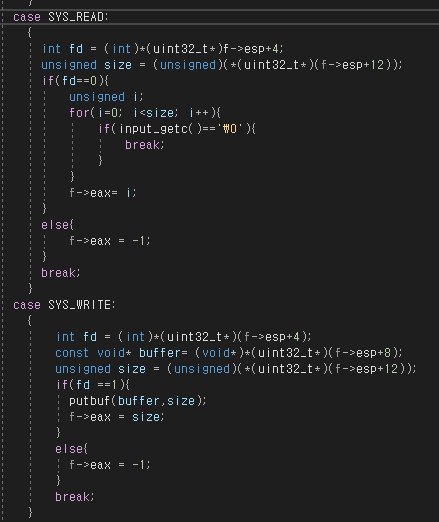 }
case SYS_READ:
{
int fd = (int)*(uint32_t*)f->esp+4;
unsigned size = (unsigned)(*(uint32_t*)(f->esp+12));
if(fd==0){
unsigned i;
for(i=0; i<size; i++){
if(input_getc()=='₩0'){
break;
}
}
f->eax= i;
}
else{
f->eax = -1;
}
break;
}
case SYS_WRITE:
{
int fd = (int)*(uint32_t*)(f->esp+4);
const void* buffer= (void*)*(uint32_t*)(f->esp+8);
unsigned size = (unsigned)(*(uint32_t*)(f->esp+12));
if(fd ==1){
putbuf(buffer,size);
f->eax = size;
}
else{
f->eax = -1;
}
break;
}